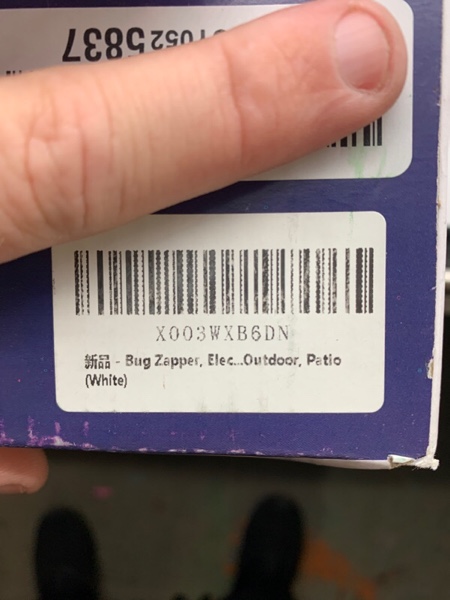 5837
X003WXB6DN
新品 - Bug Zapper, Elec...Outdoor, Patio
(White)